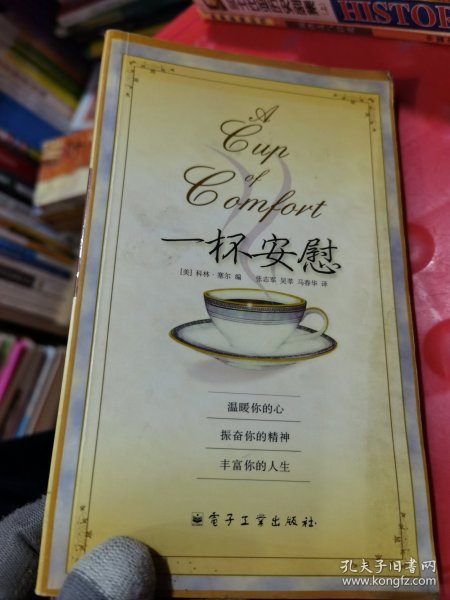 HISTOR
A
Cup
of
Comfort
一杯安慰
[美] 科林·塞尔 编 张志军 吴苹 马春华 译
温暖你的心
振奋你的精神
丰富你的人生
电子工业出版社
孔夫子旧书网
www.kongfz.com